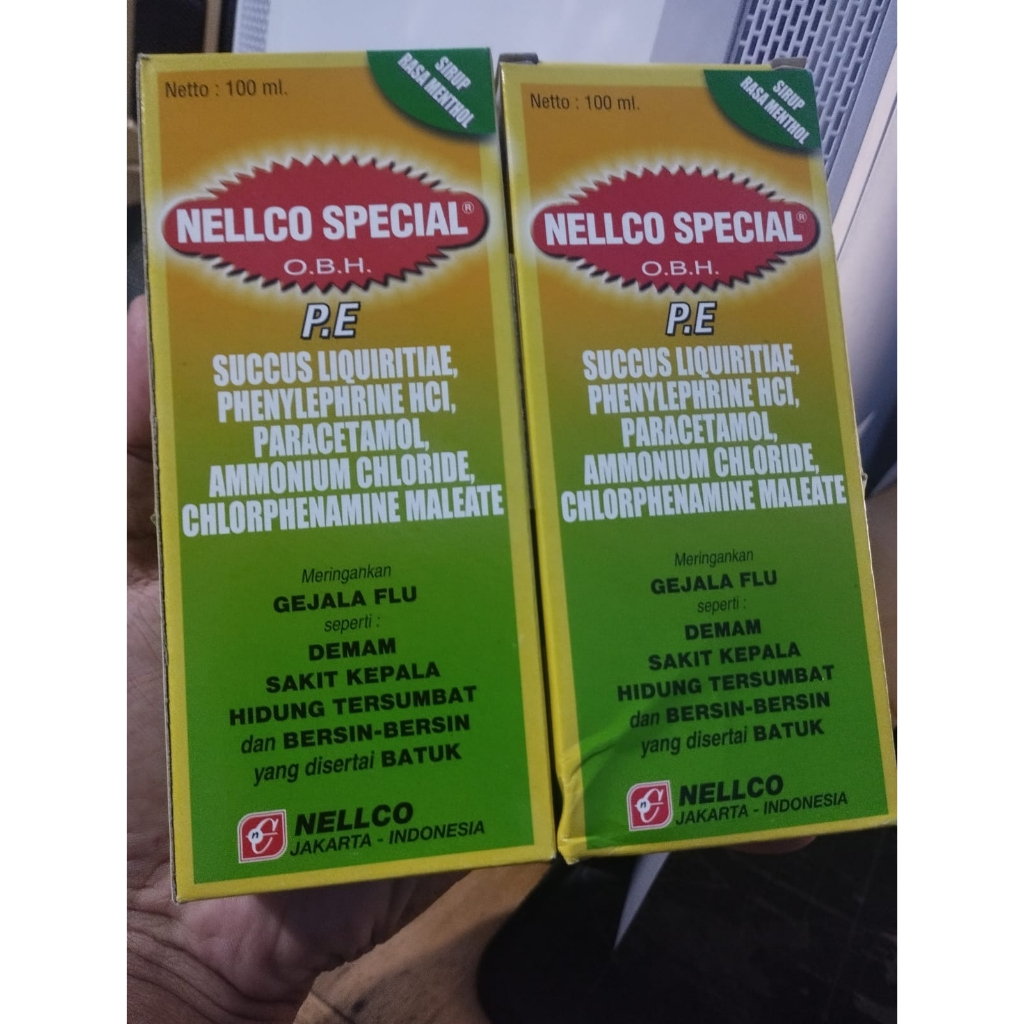 Netto : 100 ml.
SIRUP
RASA MENTHOL
NELLCO SPECIAL®
O.B.H.
P.E
SUCCUS LIQUIRITIAE,
PHENYLEPHRINE HCl,
PARACETAMOL,
AMMONIUM CHLORIDE,
CHLORPHENAMINE MALEATE
Meringankan
GEJALA FLU
seperti :
DEMAM
SAKIT KEPALA
HIDUNG TERSUMBAT
dan BERSIN-BERSIN
yang disertai BATUK
NELLCO
JAKARTA - INDONESIA
Netto : 100 ml.
SIRUP
RASA MENTHOL
NELLCO SPECIAL®
O.B.H.
P.E
SUCCUS LIQUIRITIAE,
PHENYLEPHRINE HCl,
PARACETAMOL,
AMMONIUM CHLORIDE,
CHLORPHENAMINE MALEATE
Meringankan
GEJALA FLU
seperti :
DEMAM
SAKIT KEPALA
HIDUNG TERSUMBAT
dan BERSIN-BERSIN
yang disertai BATUK
NELLCO
JAKARTA - INDONESIA